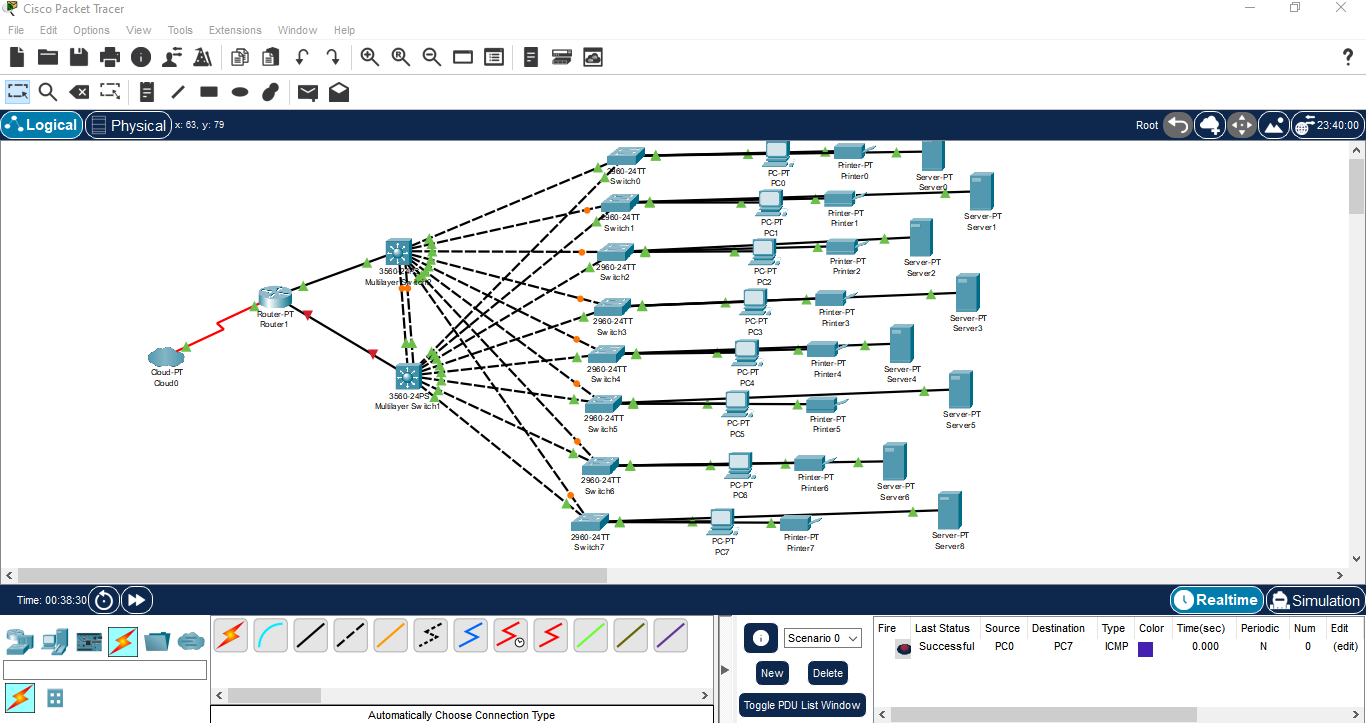 Cisco Packet Tracer
File Edit Options View Tools Extensions Window Help
Logical Physical x: 63, y: 79 Root 23:40:00
2960-24TT
Switch0
PC-PT
PC0
Printer-PT
Printer0
Server-PT
Server0
2960-24TT
Switch1
PC-PT
PC1
Printer-PT
Printer1
Server-PT
Server1
2960-24TT
Switch2
PC-PT
PC2
Printer-PT
Printer2
Server-PT
Server2
3560-24PS
Multilayer Switch2
Router-PT
Router1
2960-24TT
Switch3
PC-PT
PC3
Printer-PT
Printer3
Server-PT
Server3
Cloud-PT
Cloud0
2960-24TT
Switch4
PC-PT
PC4
Printer-PT
Printer4
Server-PT
Server4
3560-24PS
Multilayer Switch1
2960-24TT
Switch5
PC-PT
PC5
Printer-PT
Printer5
Server-PT
Server5
2960-24TT
Switch6
PC-PT
PC6
Printer-PT
Printer6
Server-PT
Server6
2960-24TT
Switch7
PC-PT
PC7
Printer-PT
Printer7
Server-PT
Server8
Time: 00:38:30 Realtime Simulation
Scenario 0
New Delete
Toggle PDU List Window
Fire Last Status Source Destination Type Color Time(sec) Periodic Num Edit
Successful PC0 PC7 ICMP 0.000 N 0 (edit)
Automatically Choose Connection Type